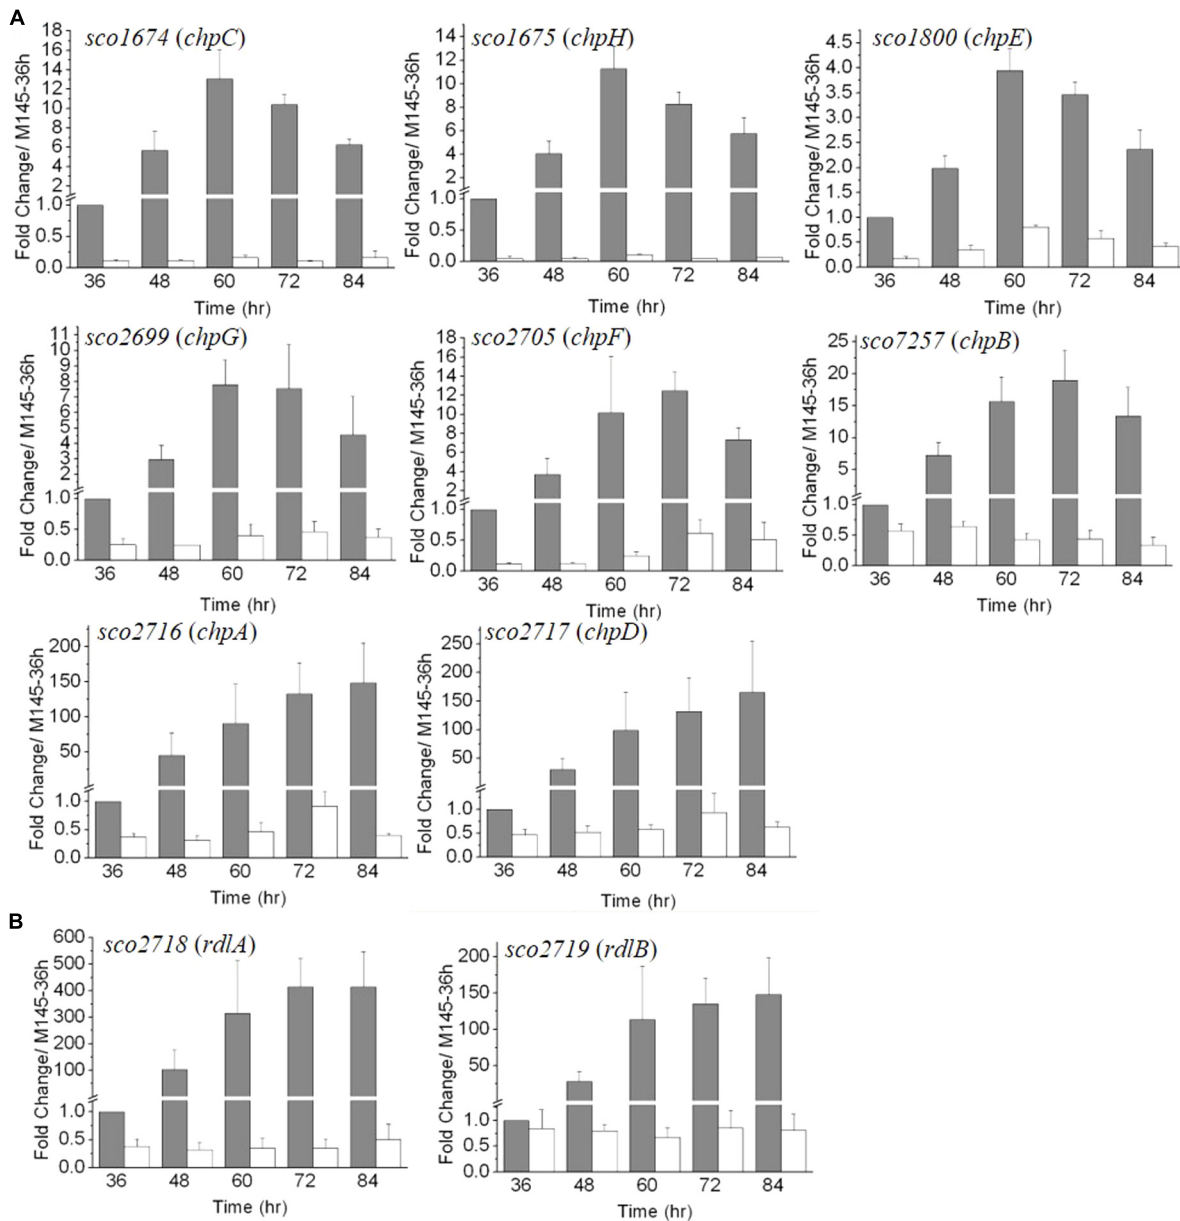 A
sco1674 (chpC)
Fold Change/ M145-36h
18
16
14
12
10
8
6
4
2
1.0
0.5
0.0
36 48 60 72 84
Time (hr)
sco1675 (chpH)
Fold Change/ M145-36h
14
12
10
8
6
4
2
1.0
0.5
0.0
36 48 60 72 84
Time (hr)
sco1800 (chpE)
Fold Change/ M145-36h
4.5
4.0
3.5
3.0
2.5
2.0
1.5
1.0
0.5
0.0
36 48 60 72 84
Time (hr)
sco2699 (chpG)
Fold Change/ M145-36h
11
10
9
8
7
6
5
4
3
2
1.0
0.5
0.0
36 48 60 72 84
Time (hr)
sco2705 (chpF)
Fold Change/ M145-36h
18
16
14
12
10
8
6
4
2
1.0
0.5
0.0
36 48 60 72 84
Time (hr)
sco7257 (chpB)
Fold Change/ M145-36h
25
20
15
10
5
1.0
0.5
0.0
36 48 60 72 84
Time (hr)
sco2716 (chpA)
Fold Change/ M145-36h
200
150
100
50
1.0
0.5
0.0
36 48 60 72 84
Time (hr)
sco2717 (chpD)
Fold Change/ M145-36h
250
200
150
100
50
1.0
0.5
0.0
36 48 60 72 84
Time (hr)
B
sco2718 (rdlA)
Fold Change/ M145-36h
600
500
400
300
200
100
1.0
0.5
0.0
36 48 60 72 84
Time (hr)
sco2719 (rdlB)
Fold Change/ M145-36h
200
150
100
50
1.0
0.5
0.0
36 48 60 72 84
Time (hr)